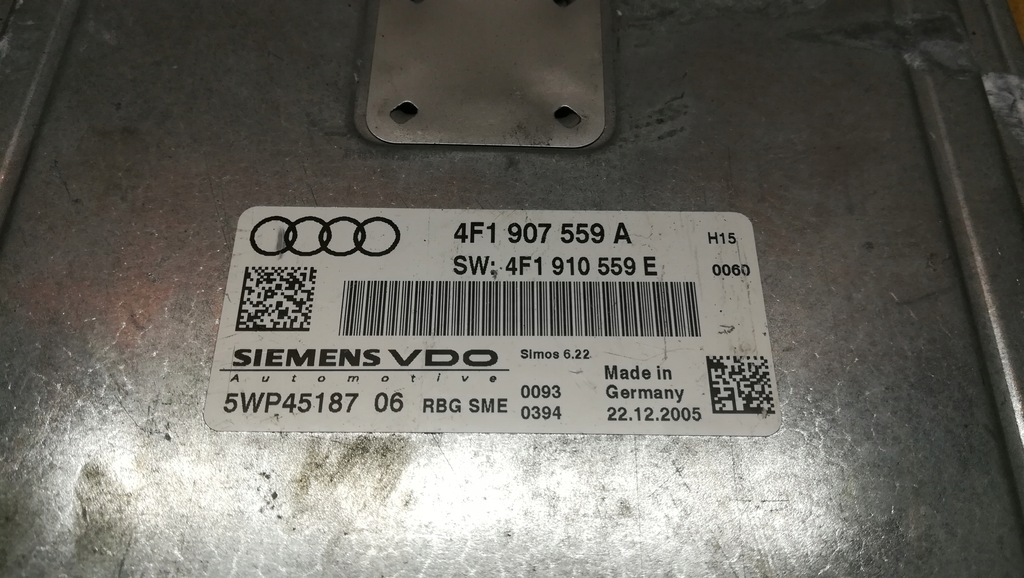 4F1 907 559 A
H15
SW: 4F1 910 559 E
0060
SIEMENS VDO
Automotive
Simos 6.22
5WP45187 06
RBG SME
0093
0394
Made in
Germany
22.12.2005